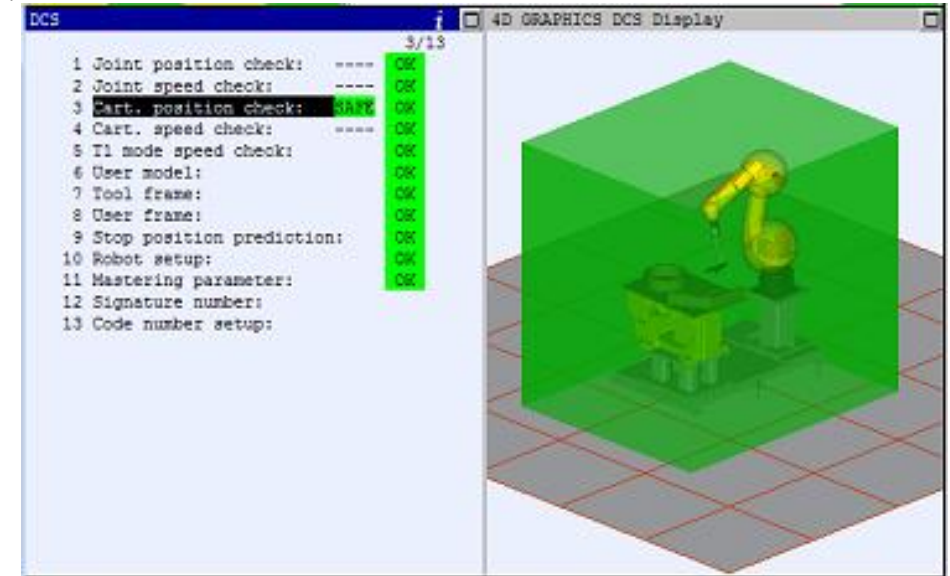 DCS i
4D GRAPHICS DCS Display
3/13
1 Joint position check: ---- OK
2 Joint speed check: ---- OK
3 Cart. position check: SAFE OK
4 Cart. speed check: ---- OK
5 T1 mode speed check: OK
6 User model: OK
7 Tool frame: OK
8 User frame: OK
9 Stop position prediction: OK
10 Robot setup: OK
11 Mastering parameter: OK
12 Signature number:
13 Code number setup: